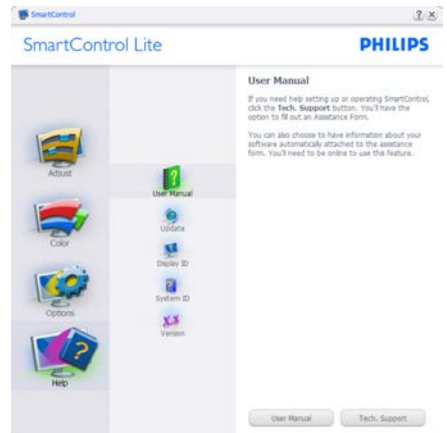 SmartControl
SmartControl Lite
PHILIPS
Adjust
Color
Options
Help
User Manual
Update
Display ID
System ID
Version
User Manual
If you need help setting up or operating SmartControl,
click the Tech. Support button. You'll have the
option to fill out an Assistance Form.
You can also choose to have information about your
software automatically attached to the assistance
form. You'll need to be online to use this feature.
User Manual
Tech. Support